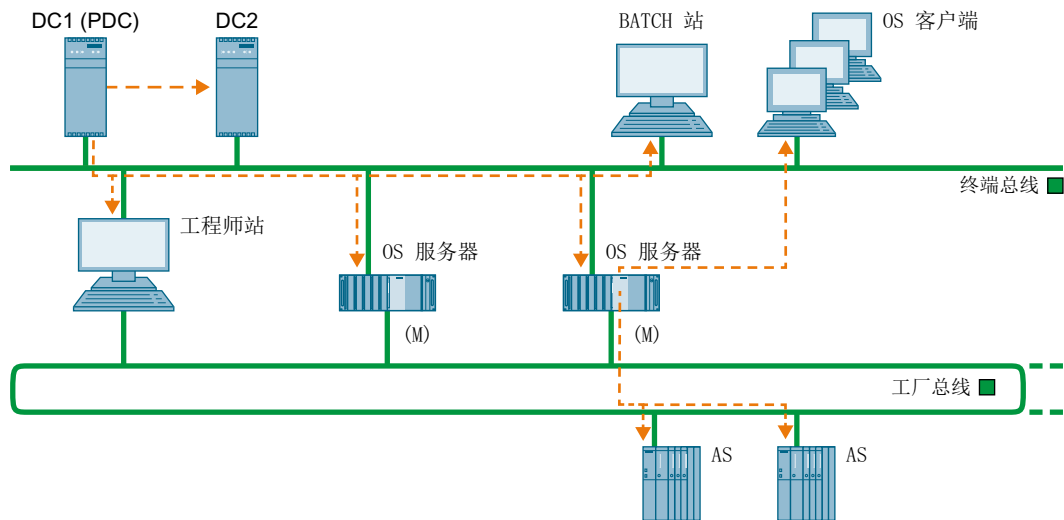 DC1 (PDC)
DC2
BATCH 站
OS 客户端
终端总线
工程师站
OS 服务器
OS 服务器
(M)
(M)
工厂总线
AS
AS